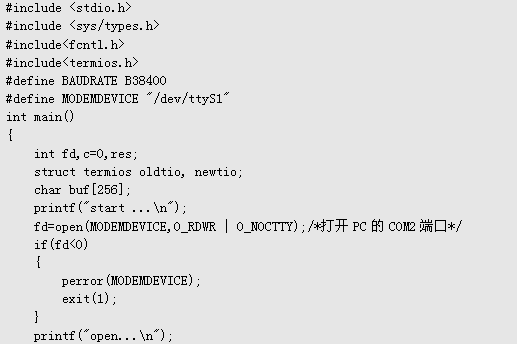 #include <stdio.h>
#include <sys/types.h>
#include<fcntl.h>
#include<termios.h>
#define BAUDRATE B38400
#define MODEMDEVICE "/dev/ttyS1"
int main()
{
int fd,c=0,res;
struct termios oldtio, newtio;
char buf[256];
printf("start ...\n");
fd=open(MODEMDEVICE,O_RDWR | O_NOCTTY);/*打开 PC 的 COM2 端口*/
if(fd<0)
{
perror(MODEMDEVICE);
exit(1);
}
printf("open...\n");